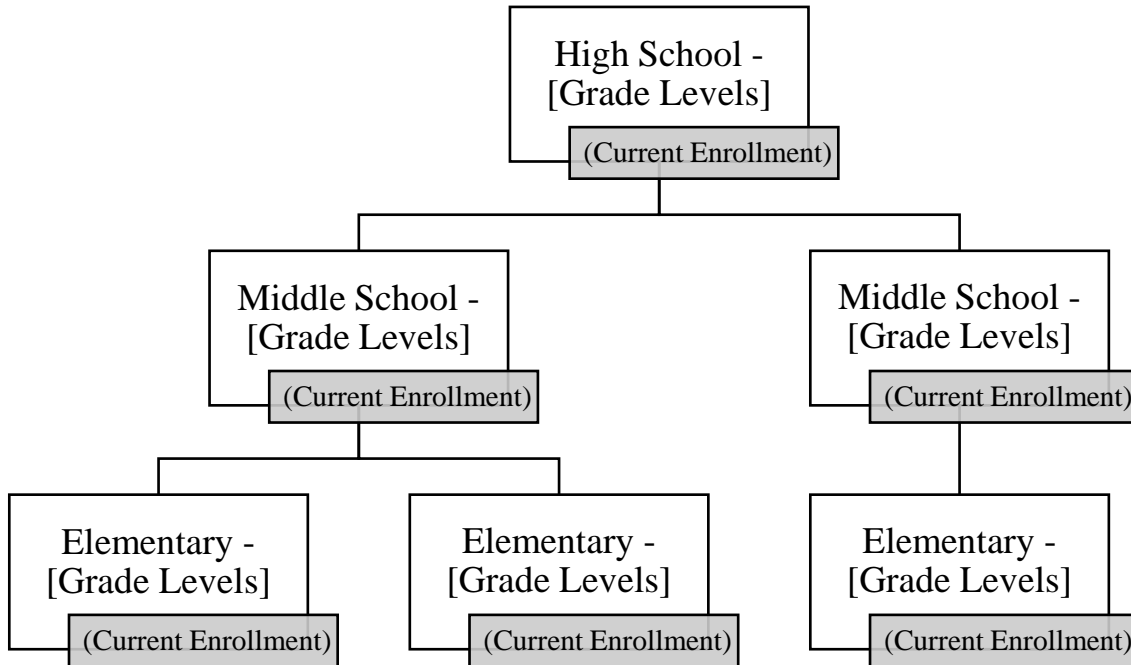 High School -
[Grade Levels]
(Current Enrollment)
Middle School -
[Grade Levels]
(Current Enrollment)
Middle School -
[Grade Levels]
(Current Enrollment)
Elementary -
[Grade Levels]
(Current Enrollment)
Elementary -
[Grade Levels]
(Current Enrollment)
Elementary -
[Grade Levels]
(Current Enrollment)